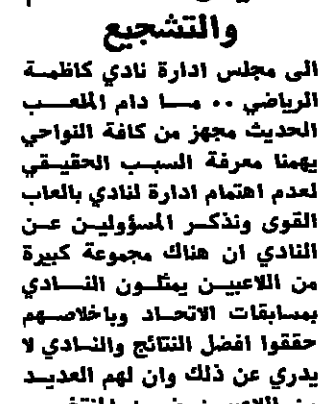 والتشجيع
الى مجلس ادارة نادي كاظمة
الرياضي .. ما دام الملعب
الحديث مجهز من كافة النواحي
يهمنا معرفة السبب الحقيقي
لعدم اهتمام ادارة لنادي بالعاب
القوى ونذكر المسؤولين عن
النادي ان هناك مجموعة كبيرة
من اللاعبين يمثلون النادي
بمسابقات الاتحاد وباخلاصهم
حققوا افضل النتائج والنادي لا
يدري عن ذلك وان لهم العديد